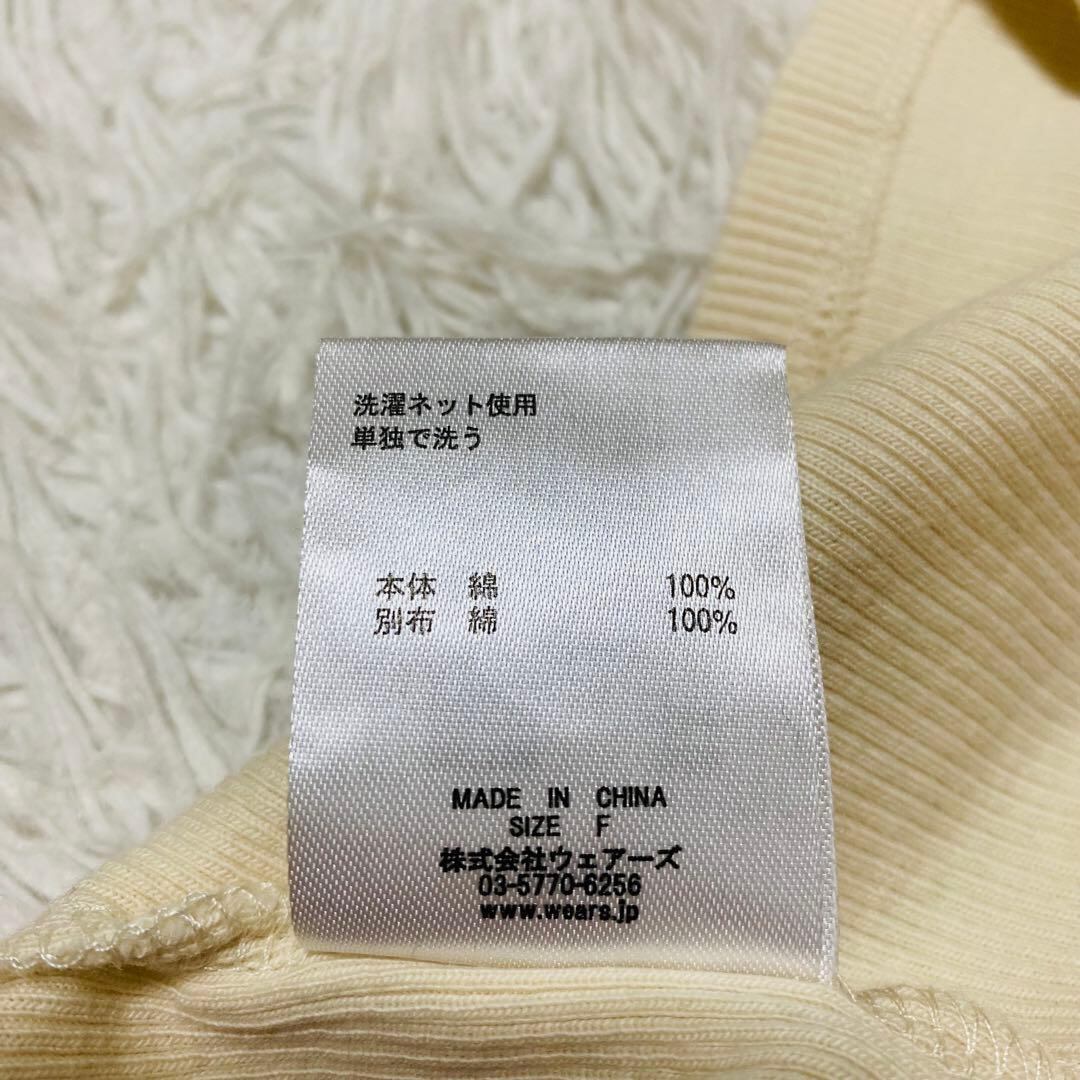 洗濯ネット使用
単独で洗う
本体 綿 100%
別布 綿 100%
MADE IN CHINA
SIZE F
株式会社ウェアーズ
03-5770-6256
www.wears.jp